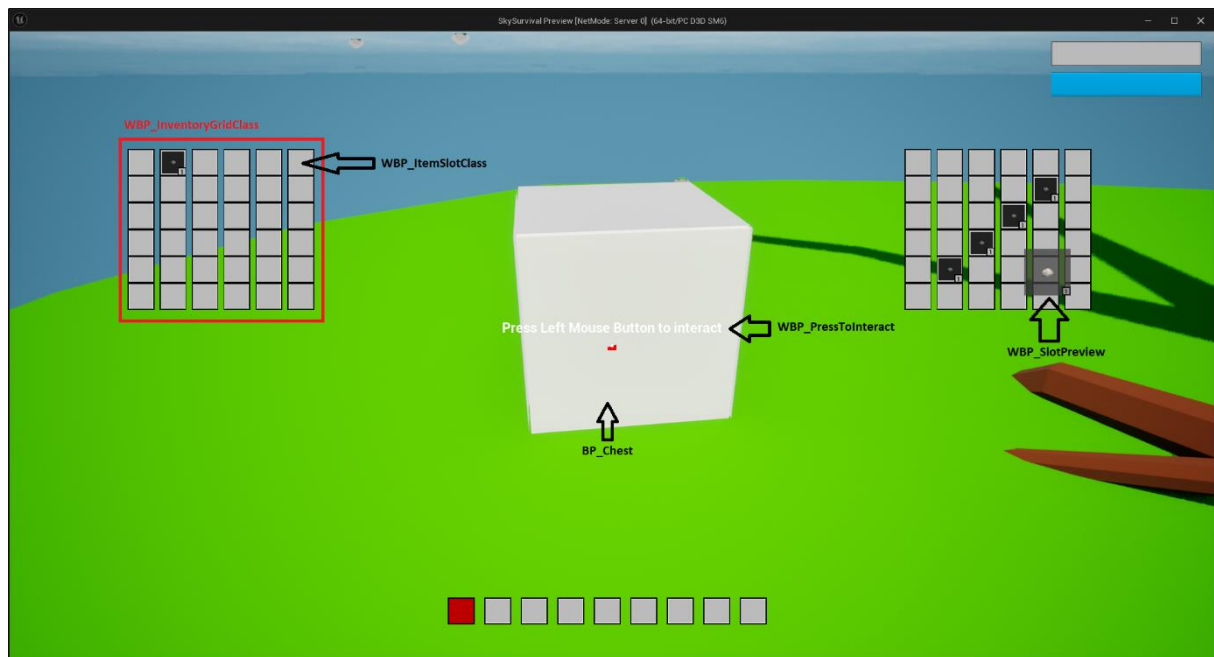 SkySurvival Preview [NetMode: Server 0] (64-bit/PC D3D SM6)
WBP_InventoryGridClass
WBP_ItemSlotClass
Press Left Mouse Button to interact
WBP_PressToInteract
WBP_SlotPreview
BP_Chest